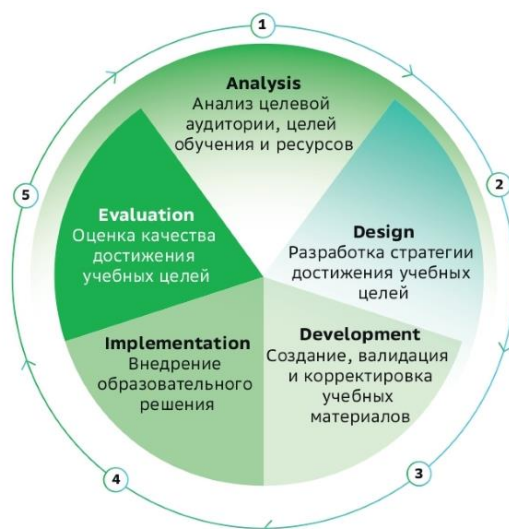 1
Analysis
Анализ целевой
аудитории, целей
обучения и ресурсов
2
Design
Разработка стратегии
достижения учебных
целей
3
Development
Создание, валидация
и корректировка
учебных
материалов
4
Implementation
Внедрение
образовательного
решения
5
Evaluation
Оценка качества
достижения
учебных целей